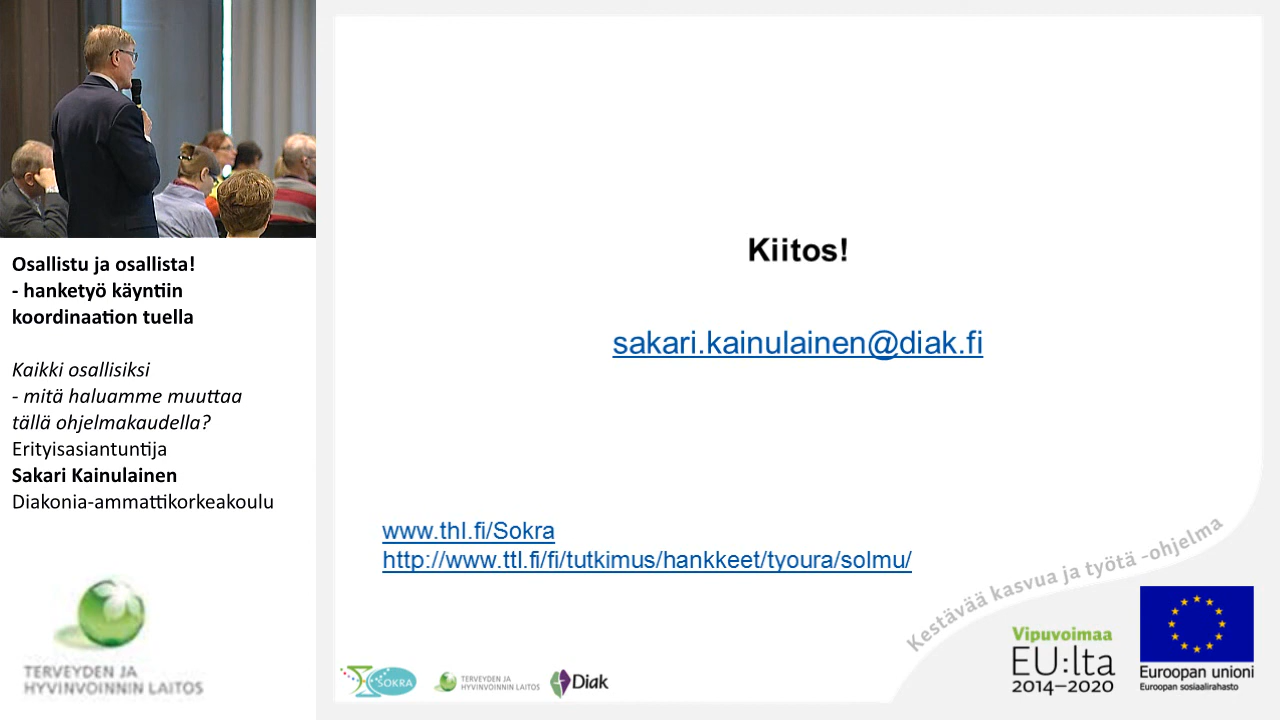 Osallistu ja osallista!
- hanketyö käyntiin
koordinaation tuella
Kaikki osallisiksi
- mitä haluamme muuttaa
tällä ohjelmakaudella?
Erityisasiantuntija
Sakari Kainulainen
Diakonia-ammattikorkeakoulu
TERVEYDEN JA
HYVINVOINNIN LAITOS
Kiitos!
sakari.kainulainen@diak.fi
www.thl.fi/Sokra
http://www.ttl.fi/fi/tutkimus/hankkeet/tyoura/solmu/
Kestävää kasvua ja työtä -ohjelma
SOKRA
TERVEYDEN JA
HYVINVOINNIN LAITOS
Diak
Vipuvoimaa
EU:lta
2014–2020
Euroopan unioni
Euroopan sosiaalirahasto